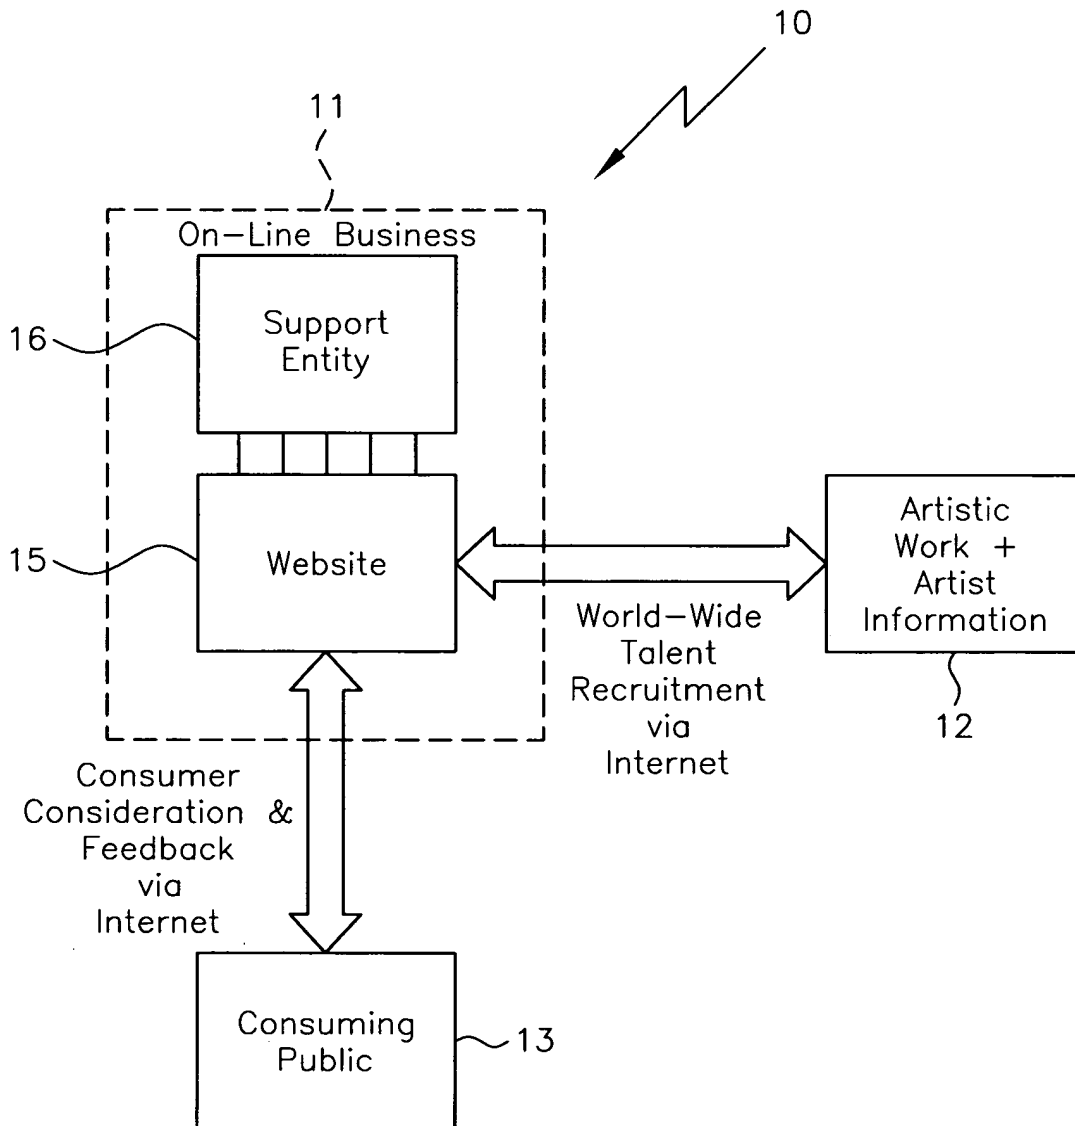 10
11
On-Line Business
Support
Entity
16
Website
15
Artistic
Work +
Artist
Information
12
World-Wide
Talent
Recruitment
via
Internet
Consumer
Consideration &
Feedback
via
Internet
Consuming
Public
13